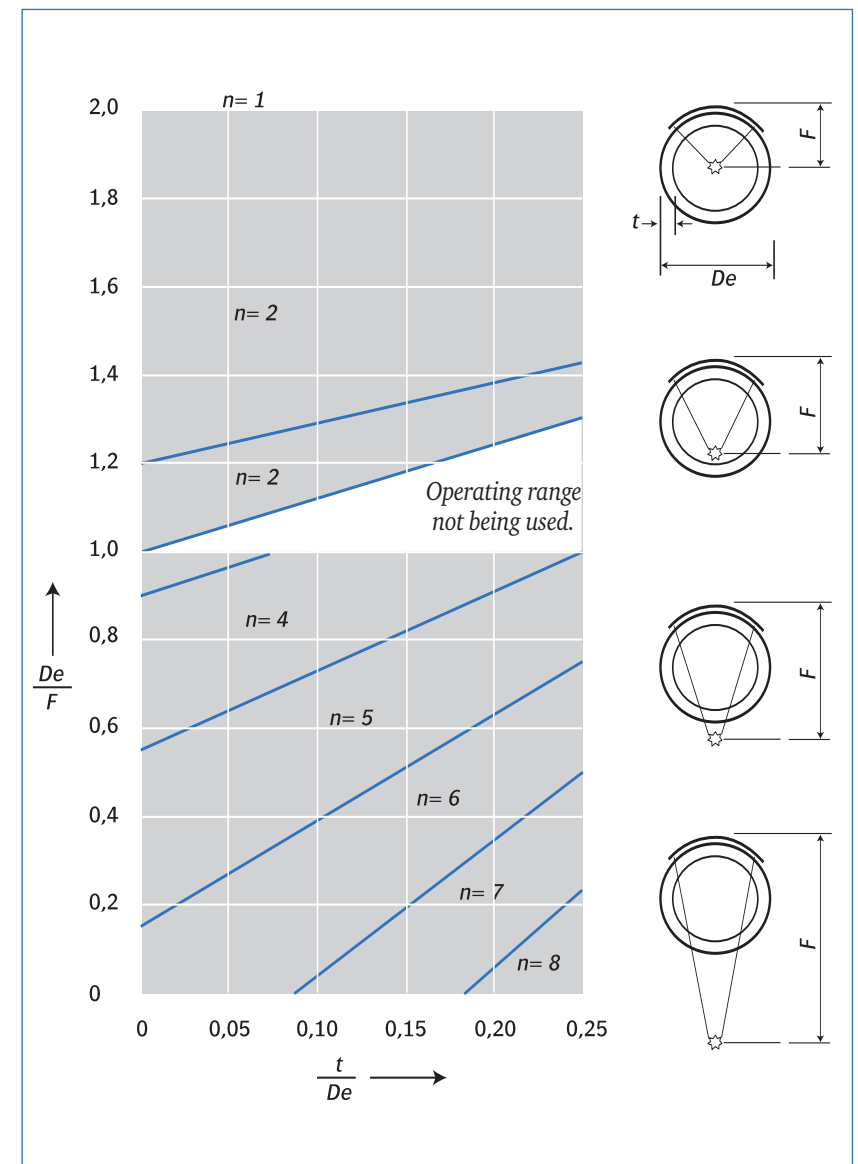 n= 1
2,0
1,8
1,6
n= 2
1,4
1,2
n= 2
Operating range
not being used.
1,0
0,8
n= 4
0,6
n= 5
0,4
n= 6
0,2
n= 7
n= 8
0
De
F
0 0,05 0,10 0,15 0,20 0,25
t
De
F
t
De
F
F
F